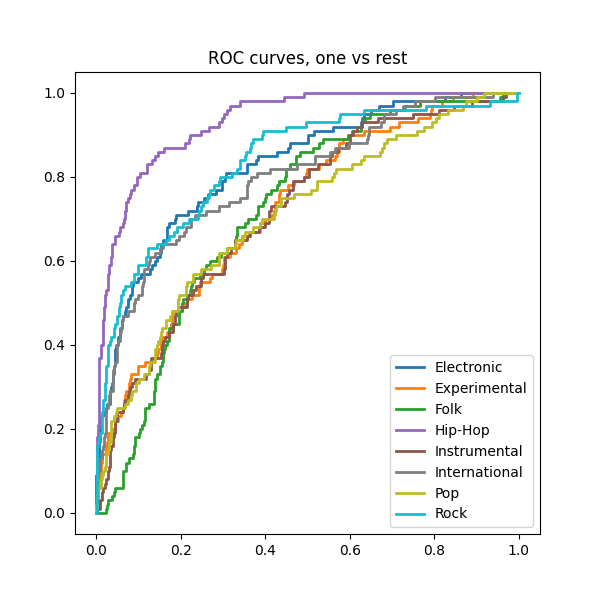 ROC curves, one vs rest
1.0
0.8
0.6
0.4
0.2
0.0
0.0 0.2 0.4 0.6 0.8 1.0
Electronic
Experimental
Folk
Hip-Hop
Instrumental
International
Pop
Rock